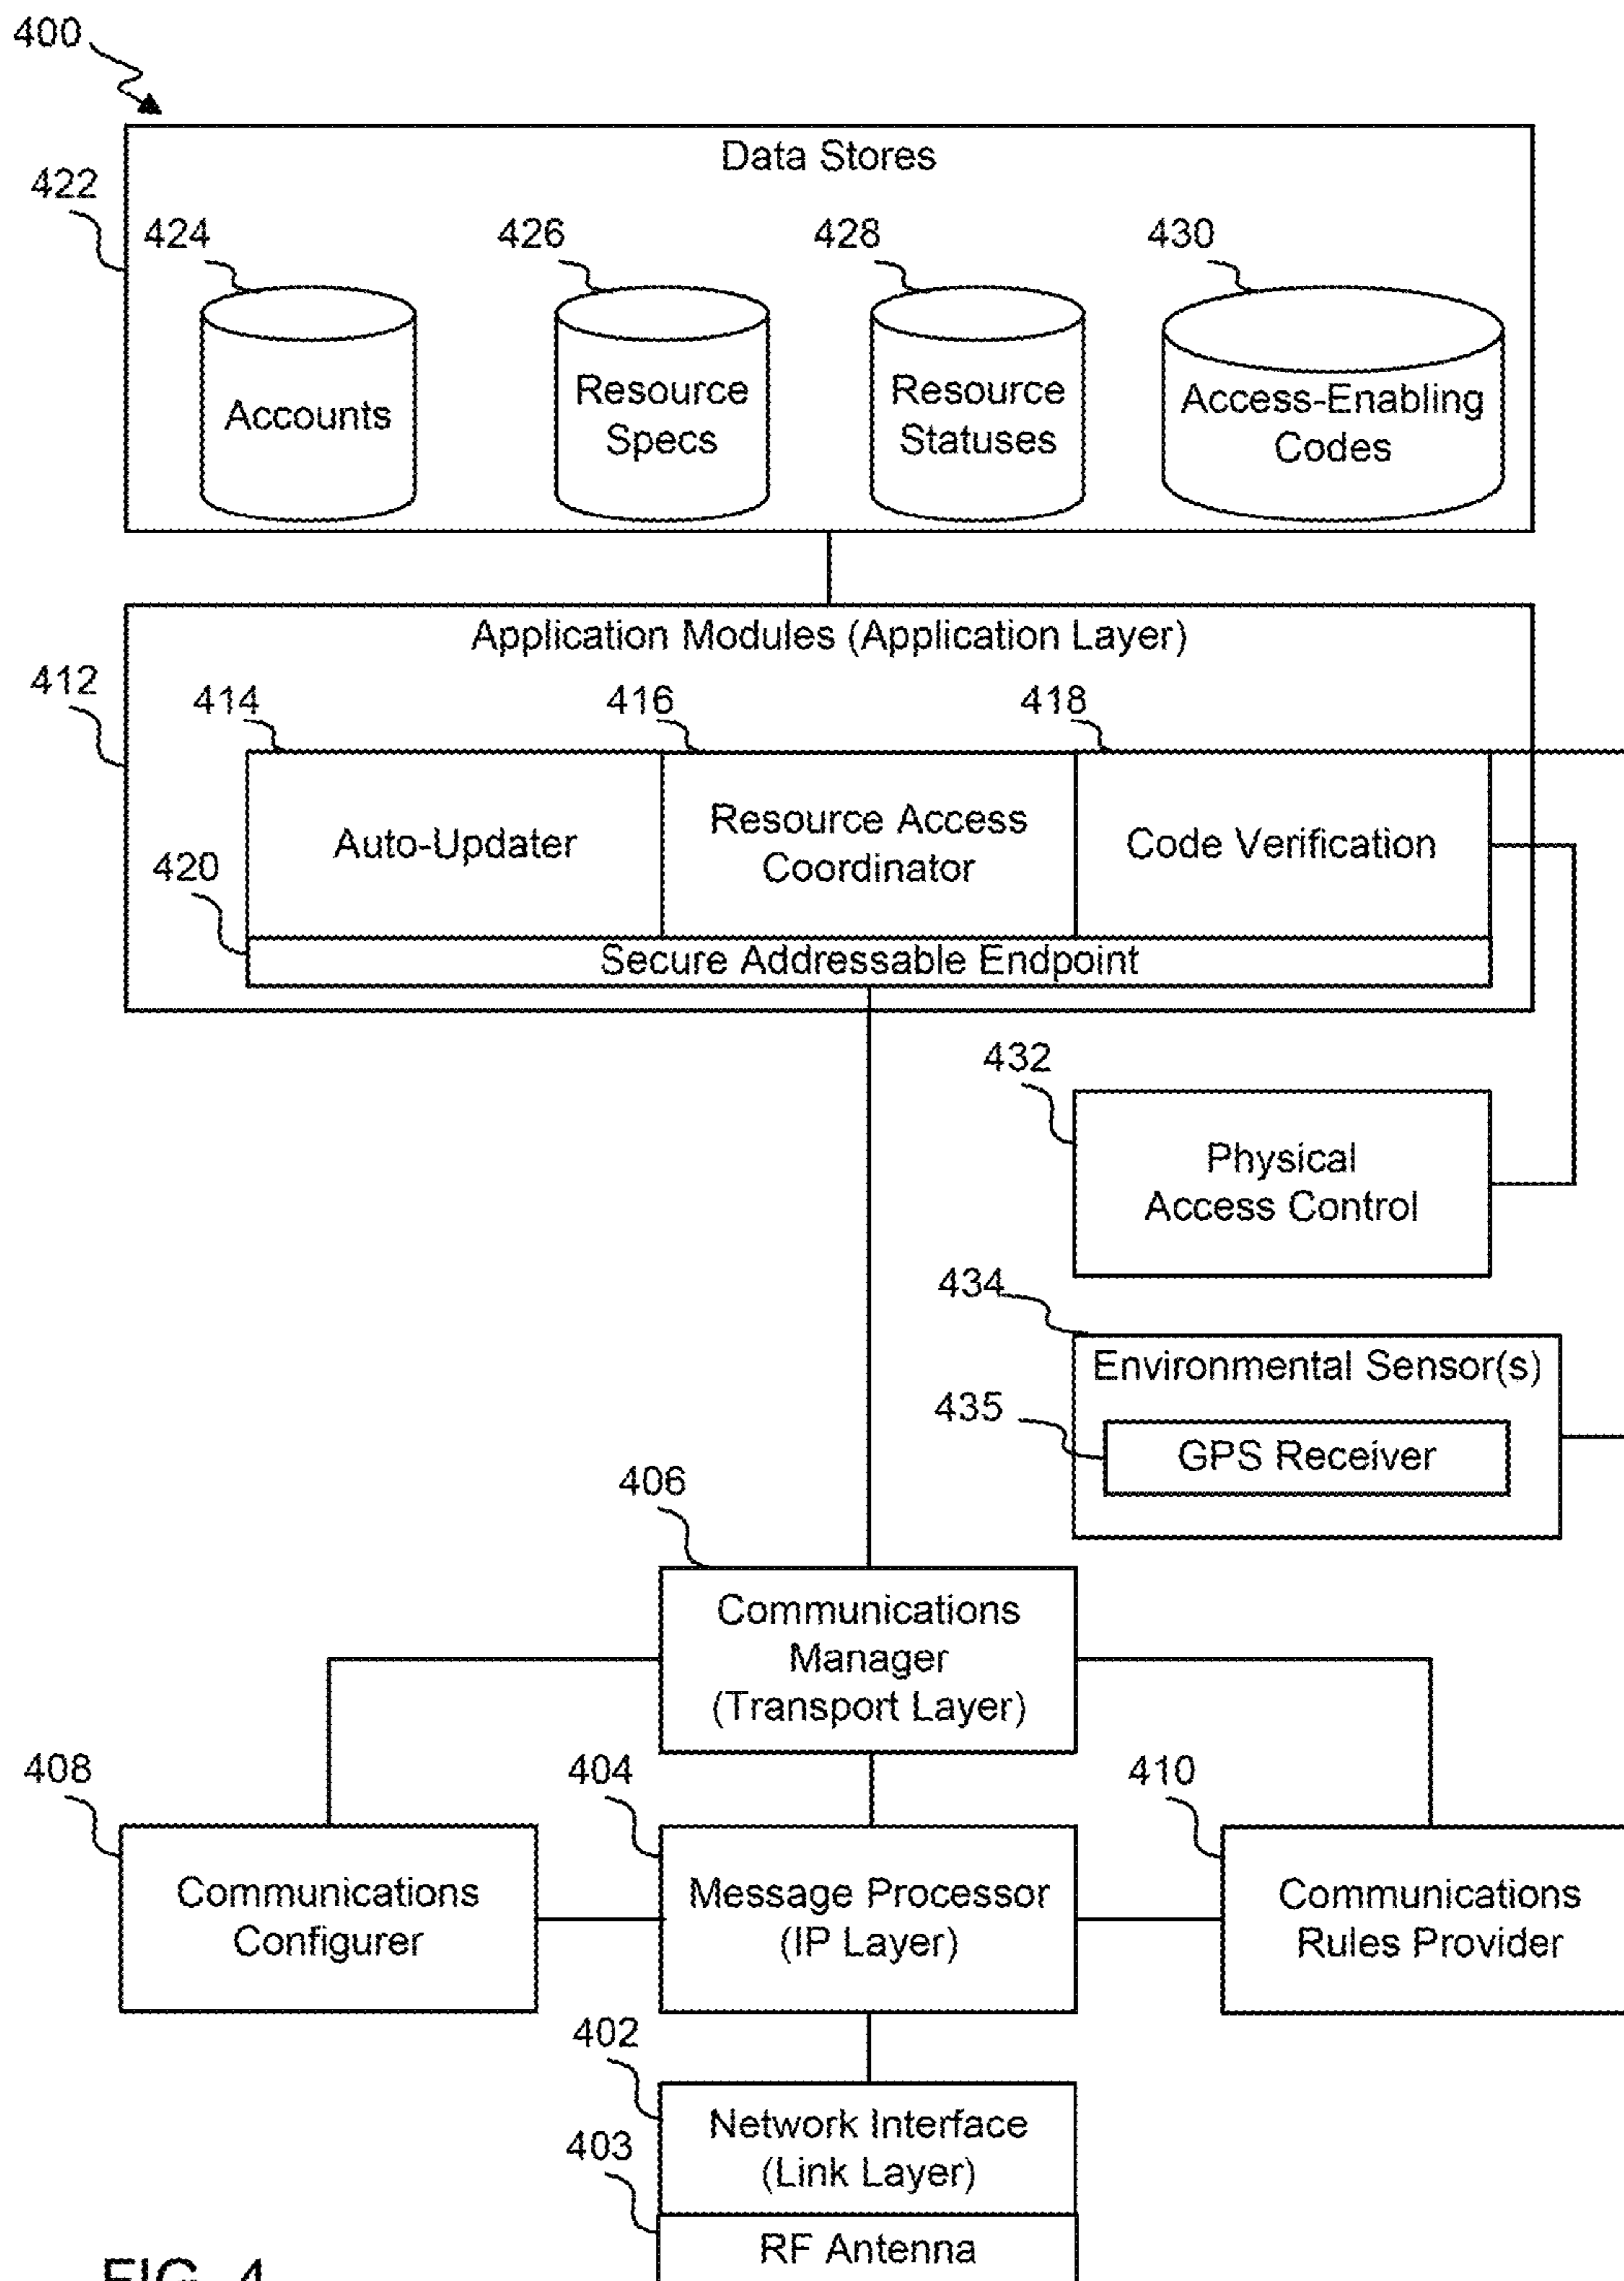 400
Data Stores
422
424
426
428
430
Accounts
Resource
Specs
Resource
Statuses
Access-Enabling
Codes
Application Modules (Application Layer)
412
414
416
418
Auto-Updater
Resource Access
Coordinator
Code Verification
420
Secure Addressable Endpoint
432
Physical
Access Control
434
Environmental Sensor(s)
435
GPS Receiver
406
Communications
Manager
(Transport Layer)
408
404
410
Communications
Configurer
Message Processor
(IP Layer)
Communications
Rules Provider
402
Network Interface
(Link Layer)
403
RF Antenna
FIG. 4